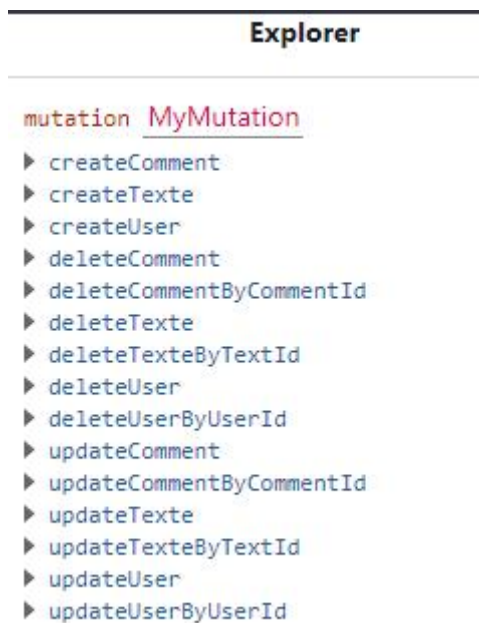 Explorer
mutation MyMutation
createComment
createTexte
createUser
deleteComment
deleteCommentByCommentId
deleteTexte
deleteTexteByTextId
deleteUser
deleteUserByUserId
updateComment
updateCommentByCommentId
updateTexte
updateTexteByTextId
updateUser
updateUserByUserId